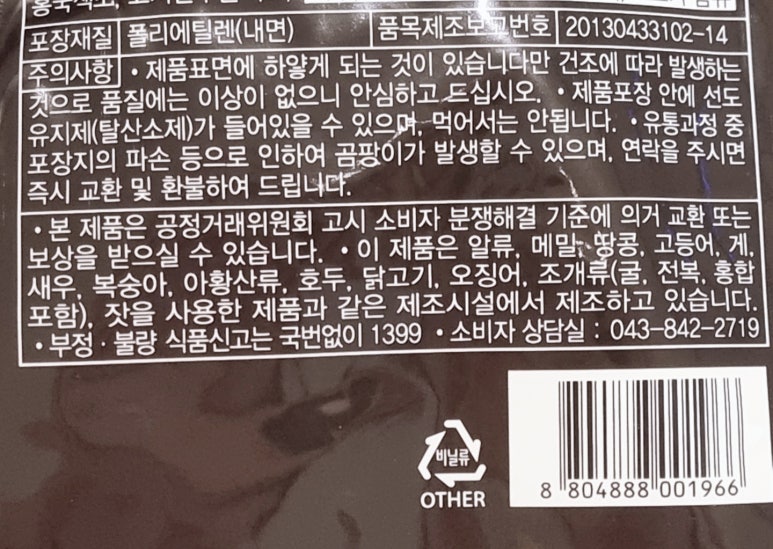 포장재질 폴리에틸렌(내면) 품목제조보고번호 20130433102-14
주의사항 • 제품표면에 하얗게 되는 것이 있습니다만 건조에 따라 발생하는
것으로 품질에는 이상이 없으니 안심하고 드십시오. • 제품포장 안에 선도
유지제(탈산소제)가 들어있을 수 있으며, 먹어서는 안됩니다. • 유통과정 중
포장지의 파손 등으로 인하여 곰팡이가 발생할 수 있으며, 연락을 주시면
즉시 교환 및 환불하여 드립니다.
• 본 제품은 공정거래위원회 고시 소비자 분쟁해결 기준에 의거 교환 또는
보상을 받으실 수 있습니다. • 이 제품은 알류, 메밀, 땅콩, 고등어, 게,
새우, 복숭아, 아황산류, 호두, 닭고기, 오징어, 조개류(굴, 전복, 홍합
포함), 잣을 사용한 제품과 같은 제조시설에서 제조하고 있습니다.
• 부정 · 불량 식품신고는 국번없이 1399 • 소비자 상담실 : 043-842-2719
비닐류
OTHER
8 804888 001966